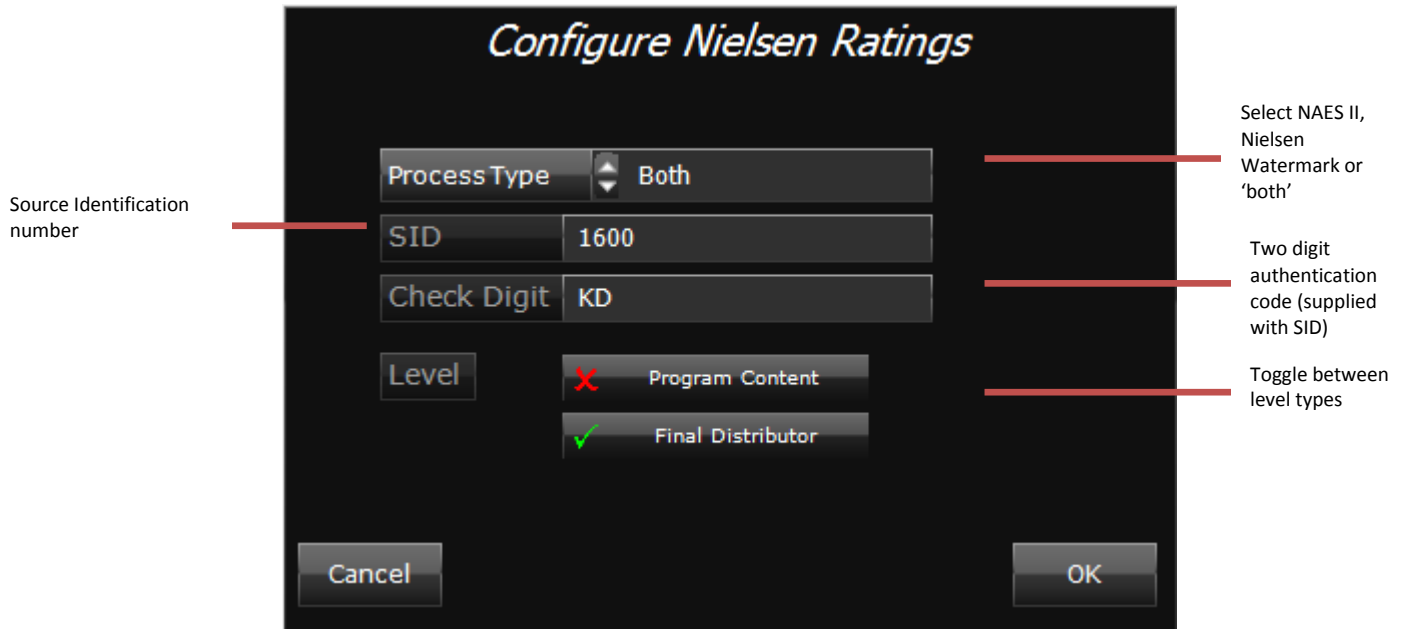 Configure Nielsen Ratings
Select NAES II,
Nielsen
Watermark or
‘both’
Process Type
Both
Source Identification
number
SID
1600
Two digit
authentication
code (supplied
with SID)
Check Digit
KD
Level
Program Content
Toggle between
level types
Final Distributor
Cancel
OK